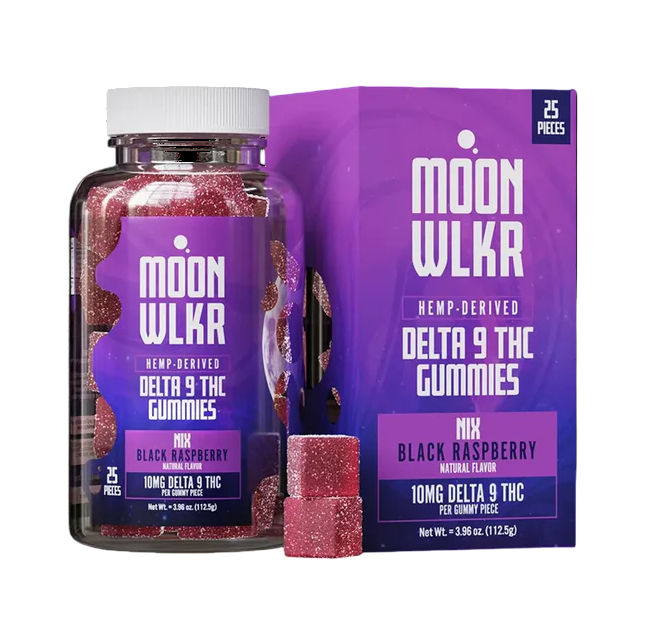 MOON
WLKR
HEMP-DERIVED
DELTA 9 THC
GUMMIES
NIX
BLACK RASPBERRY
NATURAL FLAVOR
25
PIECES
10MG DELTA 9 THC
PER GUMMY PIECE
Net Wt. = 3.96 oz. (112.5g)
25
PIECES
MOON
WLKR
HEMP-DERIVED
DELTA 9 THC
GUMMIES
NIX
BLACK RASPBERRY
NATURAL FLAVOR
10MG DELTA 9 THC
PER GUMMY PIECE
Net Wt. = 3.96 oz. (112.5g)